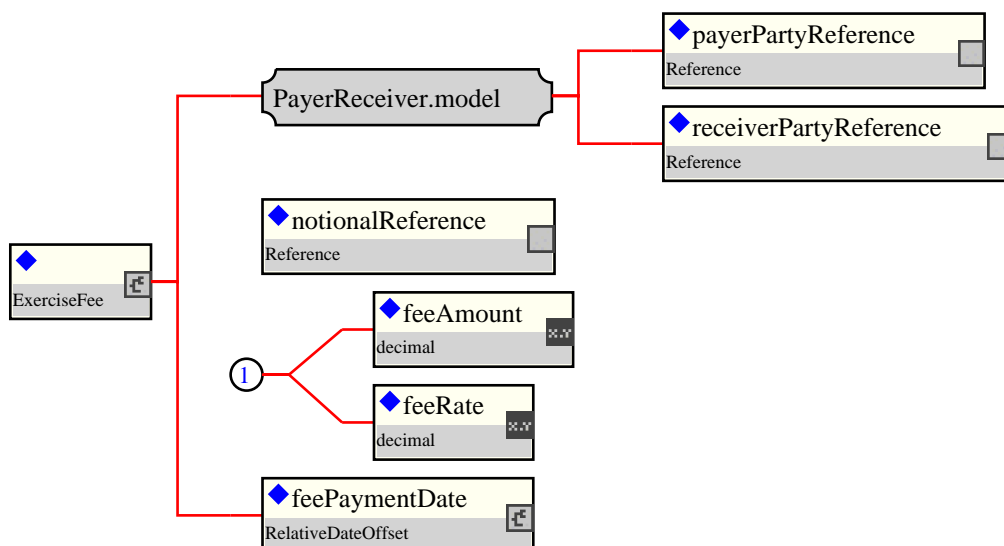 payerPartyReference
Reference
PayerReceiver.model
receiverPartyReference
Reference
notionalReference
Reference
ExerciseFee
feeAmount
X.Y
decimal
1
feeRate
X.Y
decimal
feePaymentDate
RelativeDateOffset